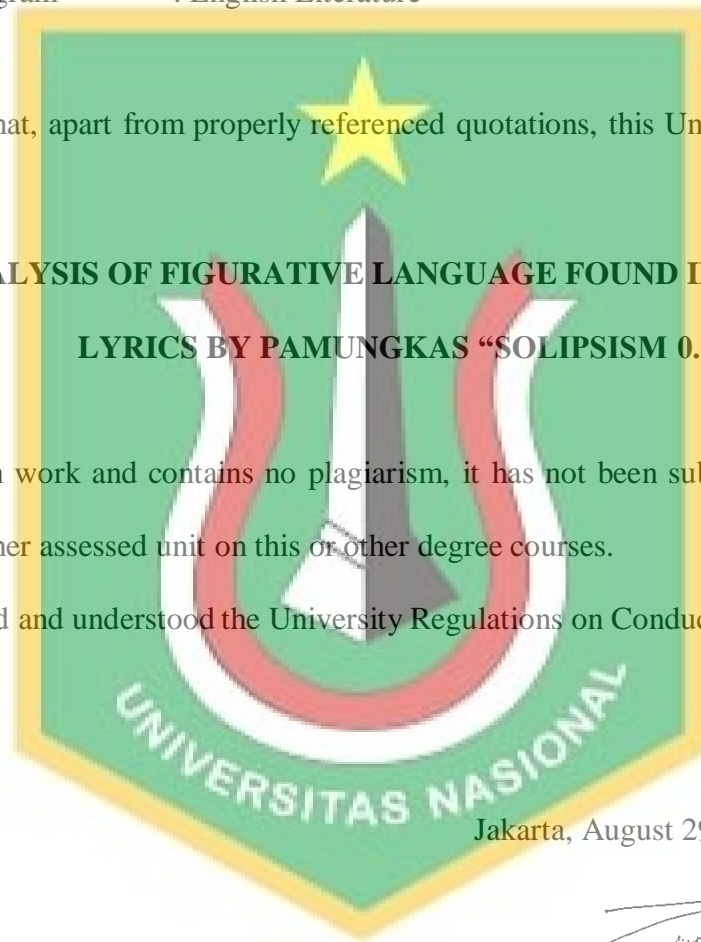 gram : English Literature
hat, apart from properly referenced quotations, this Un
ALYSIS OF FIGURATIVE LANGUAGE FOUND I
LYRICS BY PAMUNGKAS “SOLIPSISM 0.
n work and contains no plagiarism, it has not been sub
her assessed unit on this or other degree courses.
d and understood the University Regulations on Conduc
UNIVERSITAS NASIONAL
Jakarta, August 29